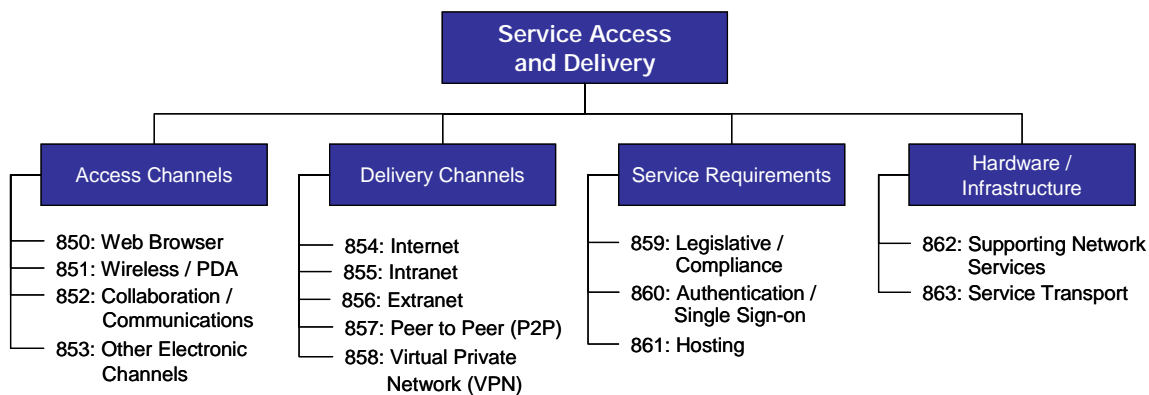 Service Access
and Delivery
Access Channels
850: Web Browser
851: Wireless / PDA
852: Collaboration /
Communications
853: Other Electronic
Channels
Delivery Channels
854: Internet
855: Intranet
856: Extranet
857: Peer to Peer (P2P)
858: Virtual Private
Network (VPN)
Service Requirements
859: Legislative /
Compliance
860: Authentication /
Single Sign-on
861: Hosting
Hardware /
Infrastructure
862: Supporting Network
Services
863: Service Transport